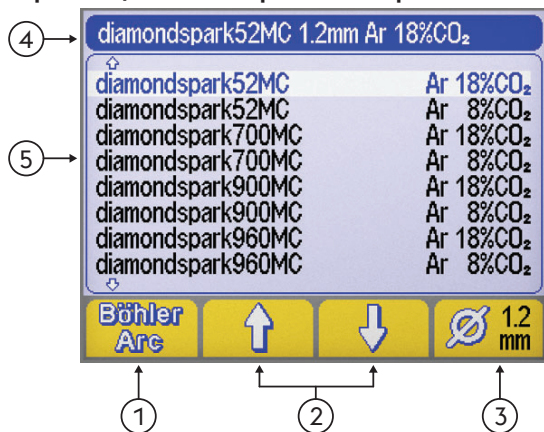 4 diamondspark52MC 1.2mm Ar 18%CO₂
diamondspark52MC Ar 18%CO₂
diamondspark52MC Ar 8%CO₂
diamondspark700MC Ar 18%CO₂
5 diamondspark700MC Ar 8%CO₂
diamondspark900MC Ar 18%CO₂
diamondspark900MC Ar 8%CO₂
diamondspark960MC Ar 18%CO₂
diamondspark960MC Ar 8%CO₂
Böhler
Arc
Ø 1.2
mm
1 2 3